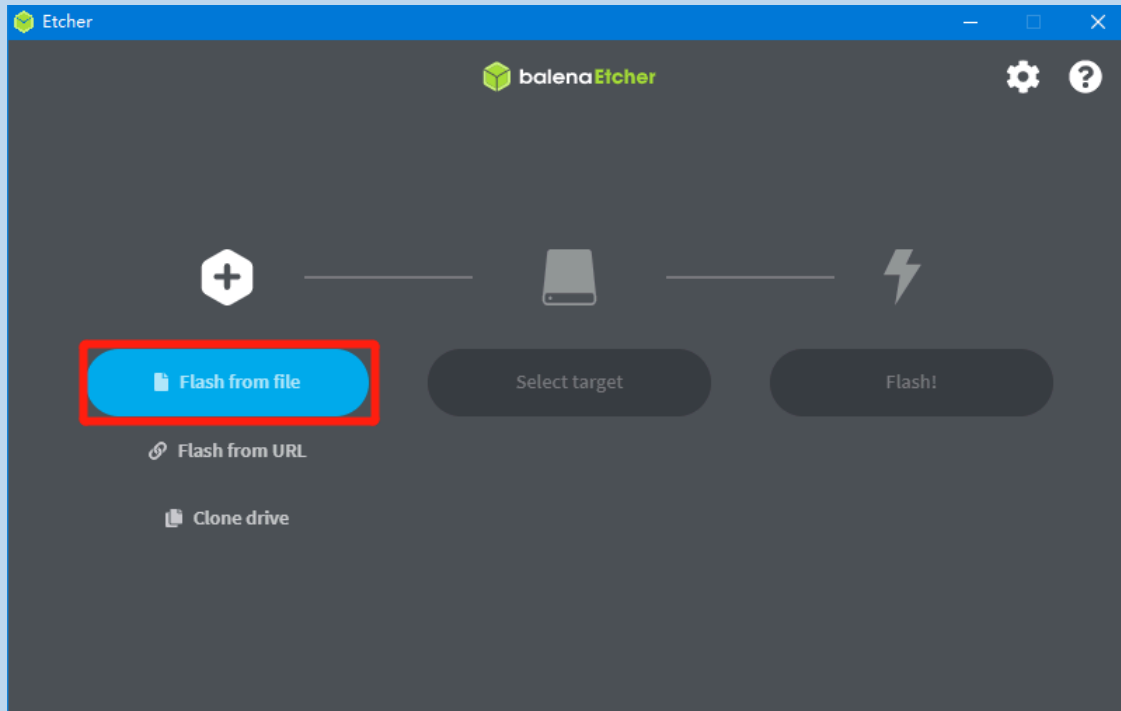 Etcher
balenaEtcher
Flash from file
Select target
Flash!
Flash from URL
Clone drive